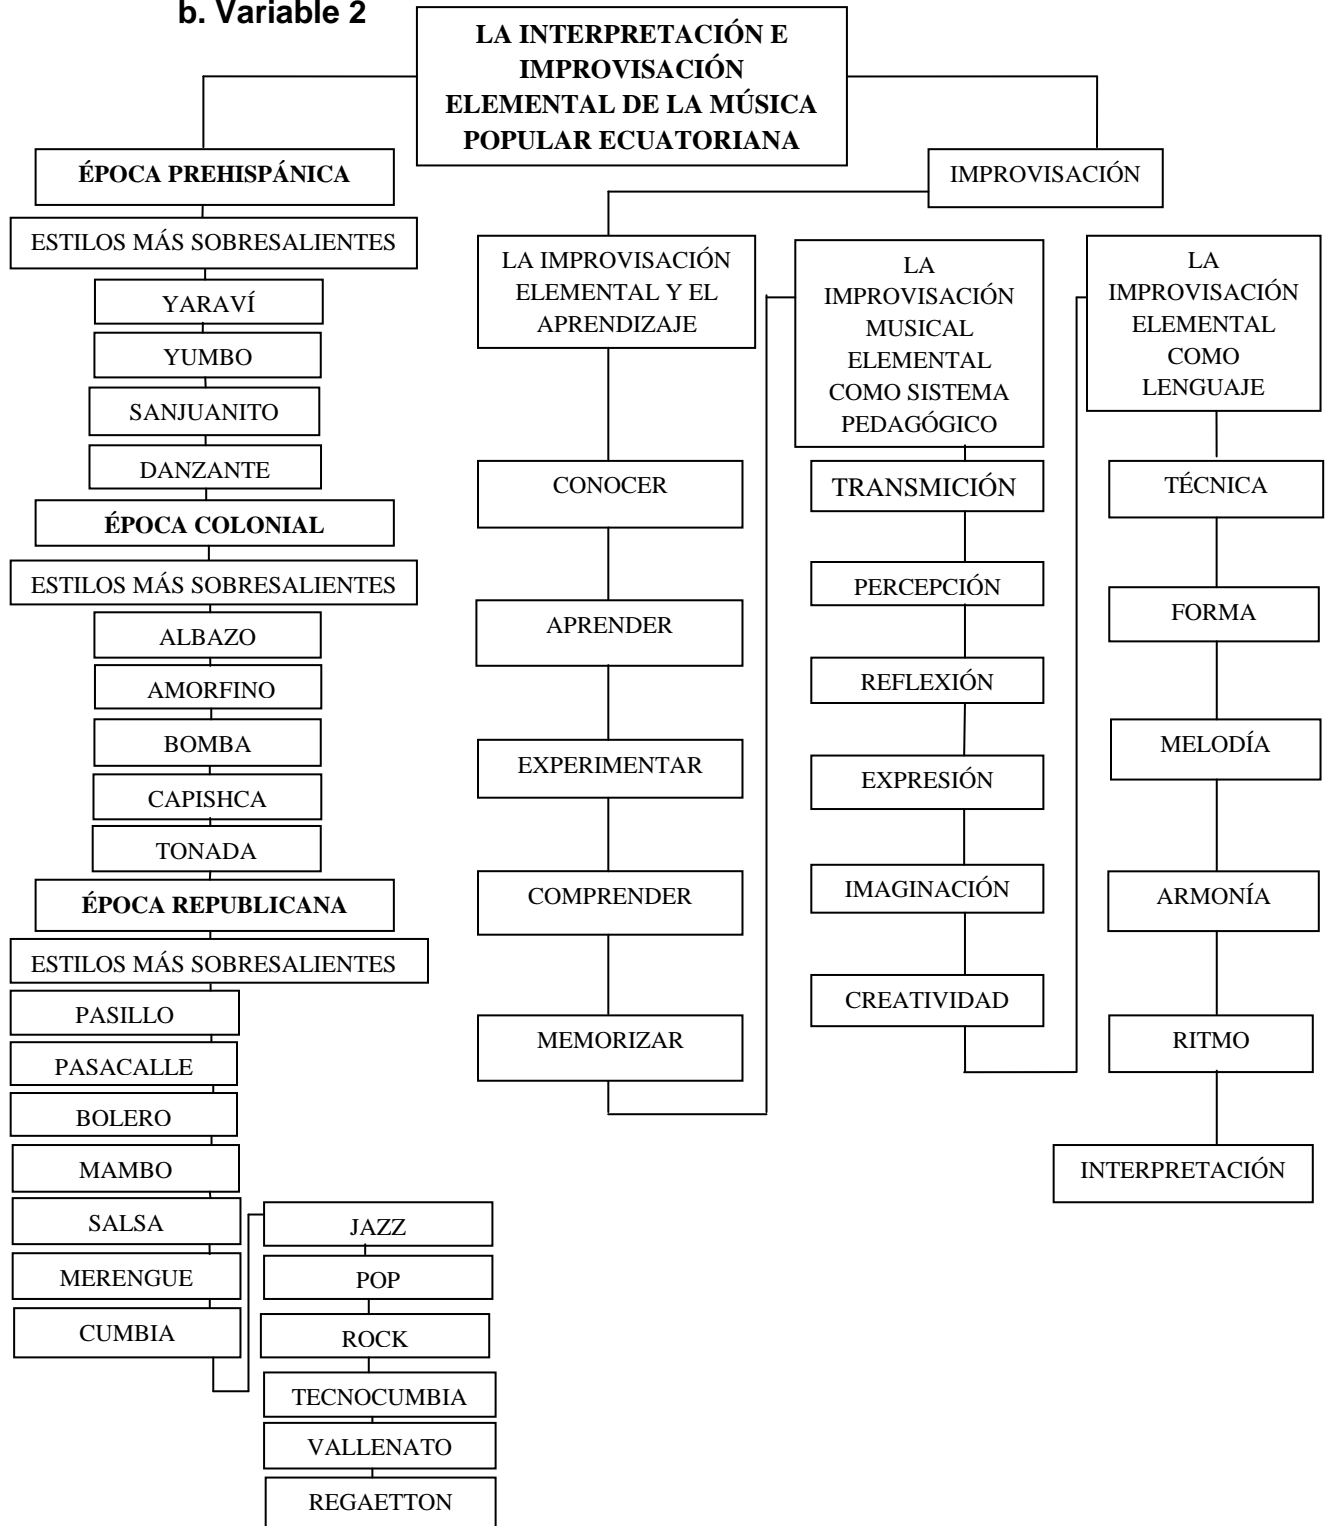 b. Variable 2
LA INTERPRETACIÓN E
IMPROVISACIÓN
ELEMENTAL DE LA MÚSICA
POPULAR ECUATORIANA
ÉPOCA PREHISPÁNICA
ESTILOS MÁS SOBRESALIENTES
YARAVÍ
YUMBO
SANJUANITO
DANZANTE
ÉPOCA COLONIAL
ESTILOS MÁS SOBRESALIENTES
ALBAZO
AMORFINO
BOMBA
CAPISHCA
TONADA
ÉPOCA REPUBLICANA
ESTILOS MÁS SOBRESALIENTES
PASILLO
PASACALLE
BOLERO
MAMBO
SALSA
MERENGUE
CUMBIA
JAZZ
POP
ROCK
TECNOCUMBIA
VALLENATO
REGAETTON
IMPROVISACIÓN
LA IMPROVISACIÓN
ELEMENTAL Y EL
APRENDIZAJE
CONOCER
APRENDER
EXPERIMENTAR
COMPRENDER
MEMORIZAR
LA
IMPROVISACIÓN
MUSICAL
ELEMENTAL
COMO SISTEMA
PEDAGÓGICO
TRANSMICIÓN
PERCEPCIÓN
REFLEXIÓN
EXPRESIÓN
IMAGINACIÓN
CREATIVIDAD
LA
IMPROVISACIÓN
ELEMENTAL
COMO
LENGUAJE
TÉCNICA
FORMA
MELODÍA
ARMONÍA
RITMO
INTERPRETACIÓN